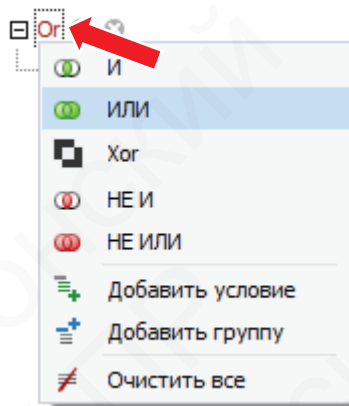 Or
И
ИЛИ
Xor
НЕ И
НЕ ИЛИ
Добавить условие
Добавить группу
Очистить все